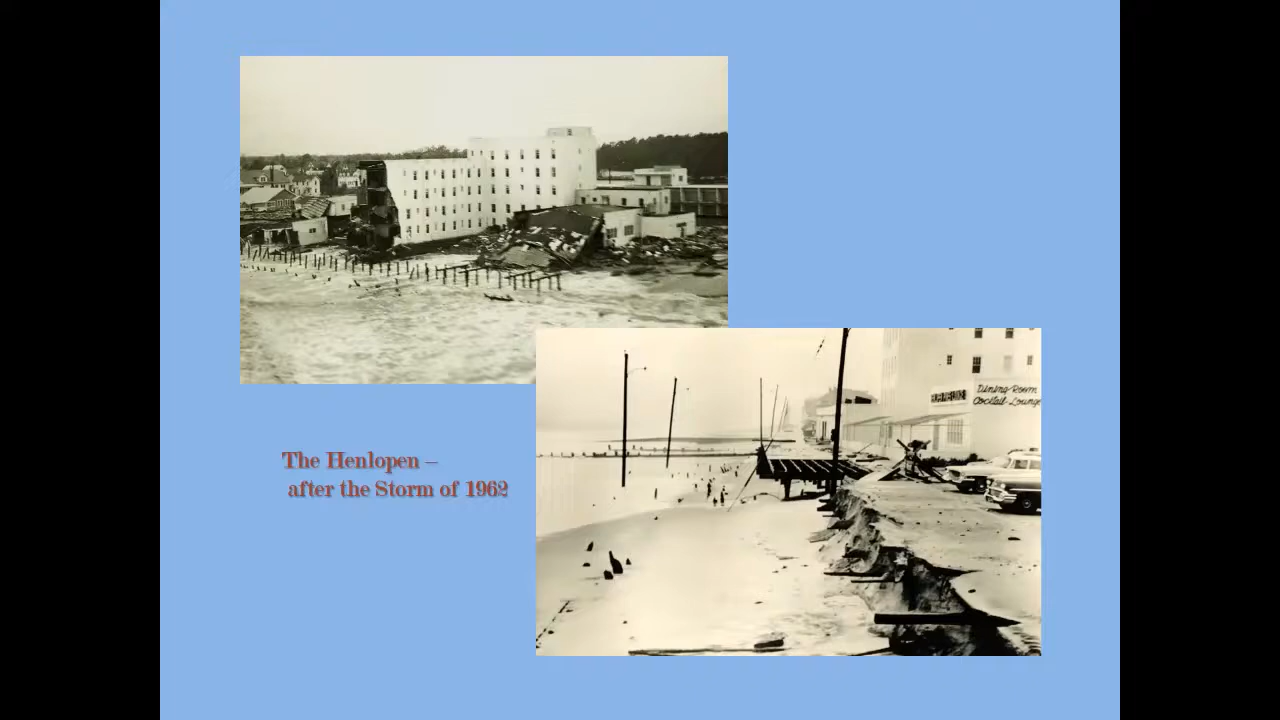 Dining Room
Cocktail Lounge
The Henlopen –
after the Storm of 1962